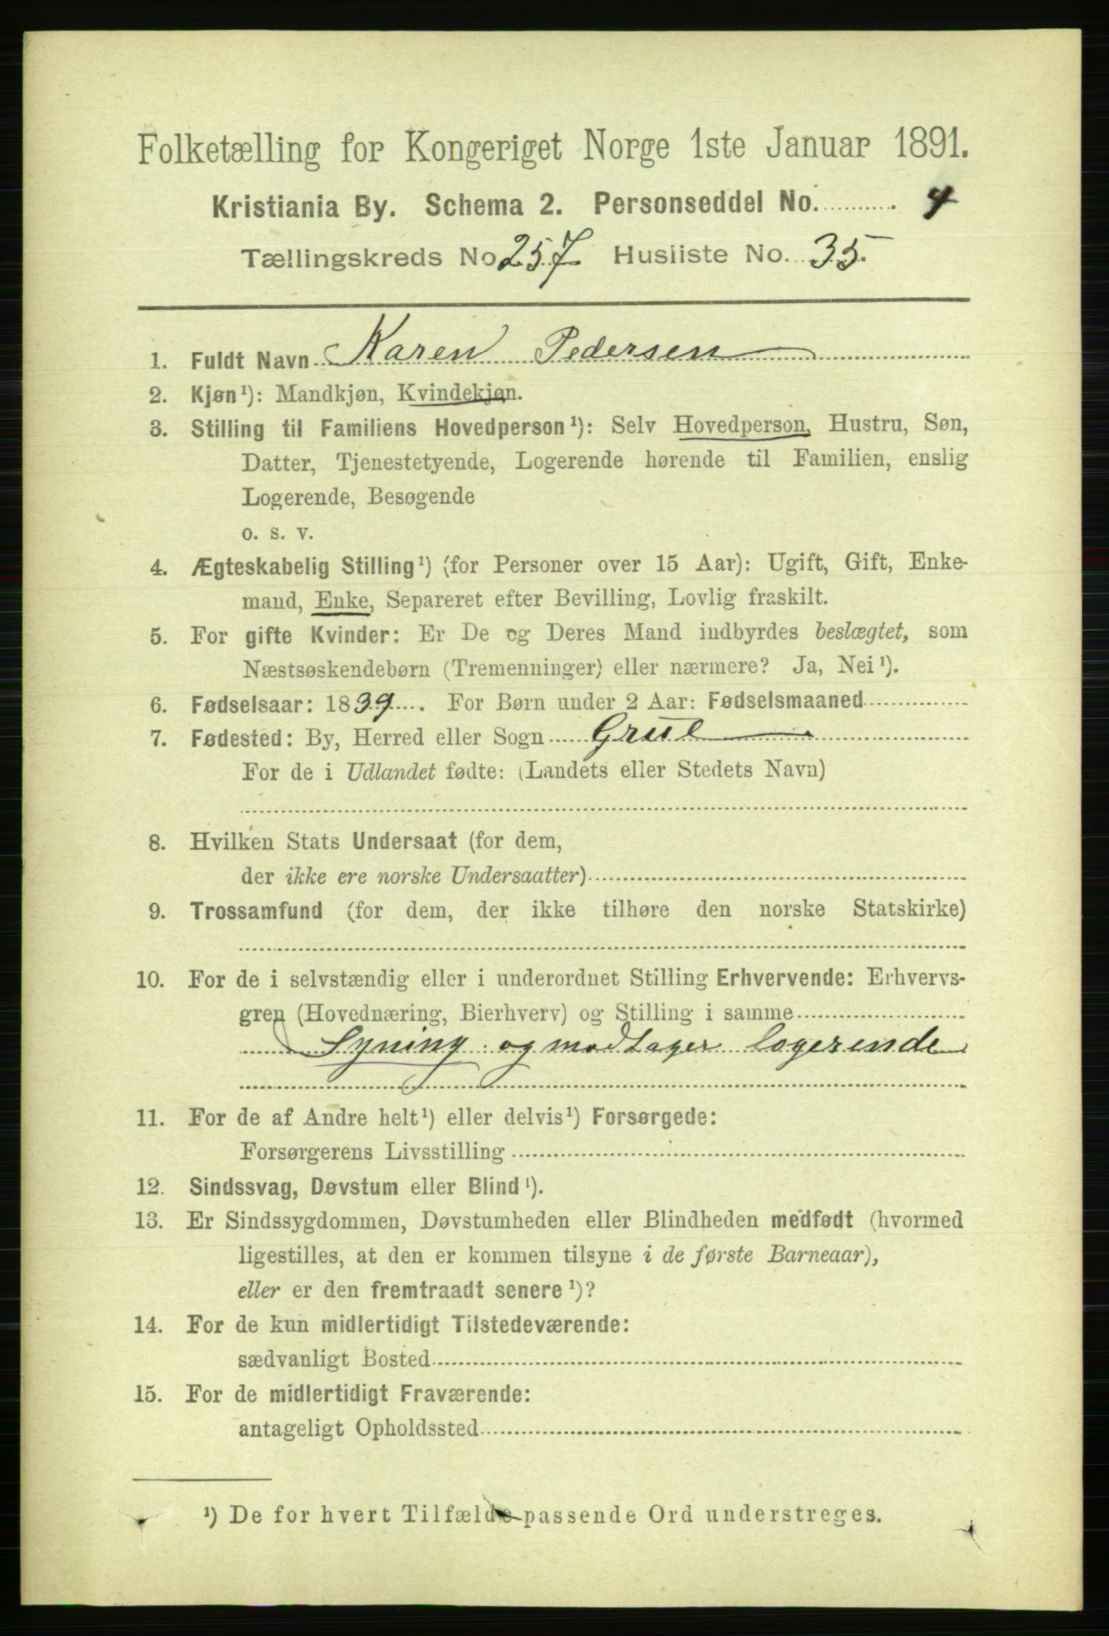 Folketælling for Kongeriget Norge 1ste Januar 1891.
Kristiania By. Schema 2. Personseddel No. 4
Tællingskreds No 257 Husliste No. 35.
1. Fuldt Navn Karen Pedersen
2. Kjøn¹): Mandkjøn, Kvindekjøn.
3. Stilling til Familiens Hovedperson¹): Selv Hovedperson, Hustru, Søn,
Datter, Tjenestetyende, Logerende hørende til Familien, enslig
Logerende, Besøgende
o. s. v.
4. Ægteskabelig Stilling¹) (for Personer over 15 Aar): Ugift, Gift, Enke-
mand, Enke, Separeret efter Bevilling, Lovlig fraskilt.
5. For gifte Kvinder: Er De og Deres Mand indbyrdes beslægtet, som
Næstsøskendebørn (Tremenninger) eller nærmere? Ja, Nei¹).
6. Fødselsaar: 1839. For Børn under 2 Aar: Fødselsmaaned
7. Fødested: By, Herred eller Sogn Grue
For de i Udlandet fødte: (Landets eller Stedets Navn)
8. Hvilken Stats Undersaat (for dem,
der ikke ere norske Undersaatter)
9. Trossamfund (for dem, der ikke tilhøre den norske Statskirke)
10. For de i selvstændig eller i underordnet Stilling Erhvervende: Erhvervs-
gren (Hovednæring, Bierhverv) og Stilling i samme
Syning og modtager logerende
11. For de af Andre helt¹) eller delvis¹) Forsørgede:
Forsørgerens Livsstilling
12. Sindssvag, Døvstum eller Blind¹).
13. Er Sindssygdommen, Døvstumheden eller Blindheden medfødt (hvormed
ligestilles, at den er kommen tilsyne i de første Barneaar),
eller er den fremtraadt senere¹)?
14. For de kun midlertidigt Tilstedeværende:
sædvanligt Bosted
15. For de midlertidigt Fraværende:
antageligt Opholdssted
¹) De for hvert Tilfælde passende Ord understreges.